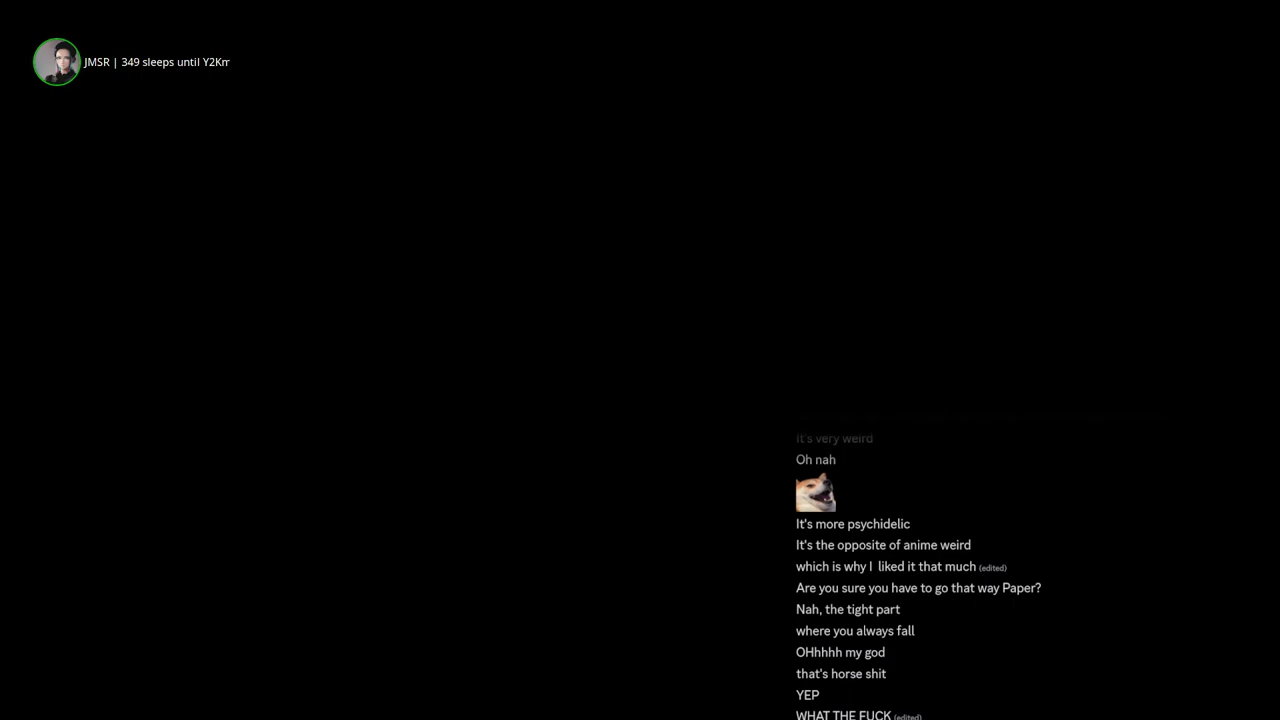 JMSR | 349 sleeps until Y2Krr
It's very weird
Oh nah
It's more psychidelic
It's the opposite of anime weird
which is why I  liked it that much (edited)
Are you sure you have to go that way Paper?
Nah, the tight part
where you always fall
OHhhhh my god
that's horse shit
YEP
WHAT THE FUCK (edited)